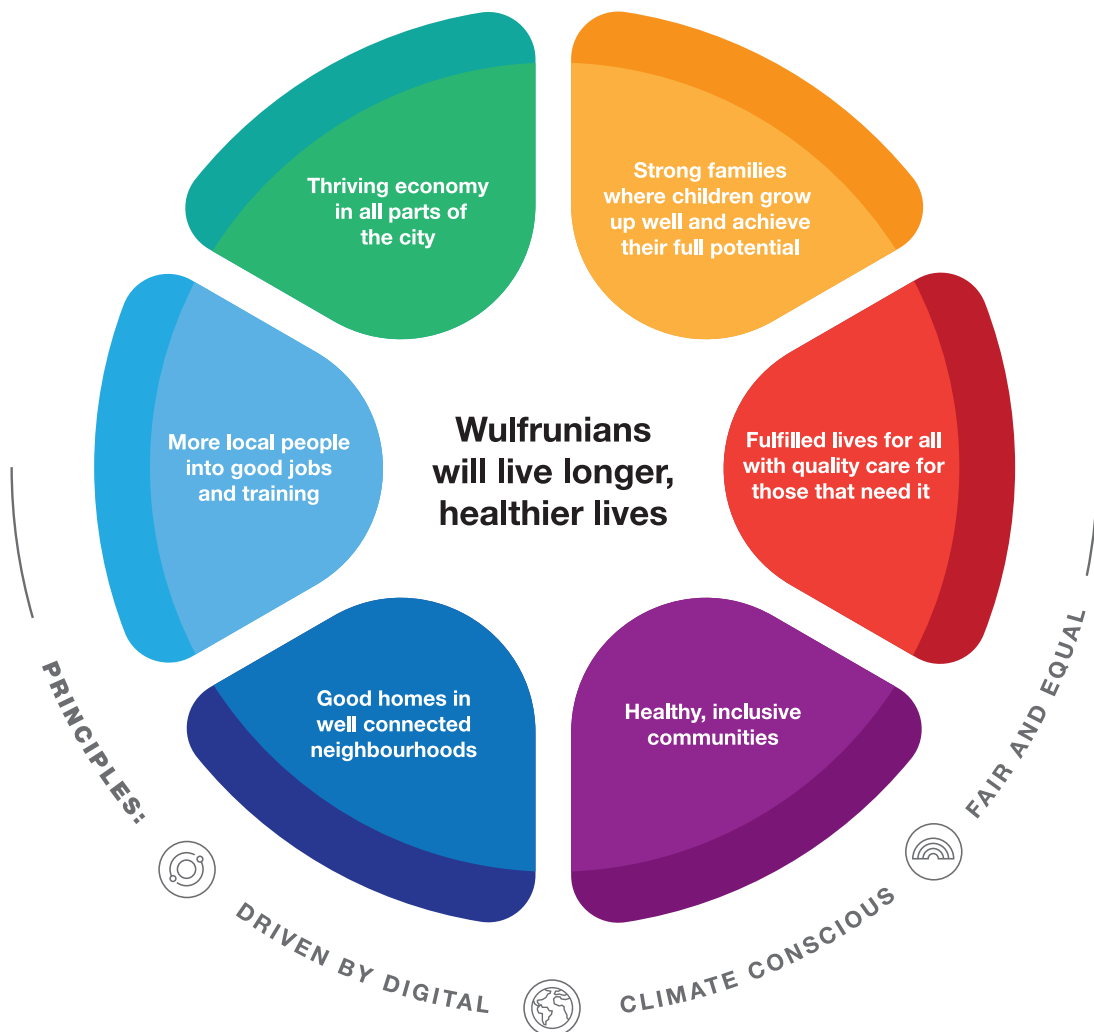 Thriving economy
in all parts of
the city
Strong families
where children grow
up well and achieve
their full potential
More local people
into good jobs
and training
Wulfrunians
will live longer,
healthier lives
Fulfilled lives for all
with quality care for
those that need it
Good homes in
well connected
neighbourhoods
Healthy, inclusive
communities
PRINCIPLES:
DRIVEN BY DIGITAL
CLIMATE CONSCIOUS
FAIR AND EQUAL